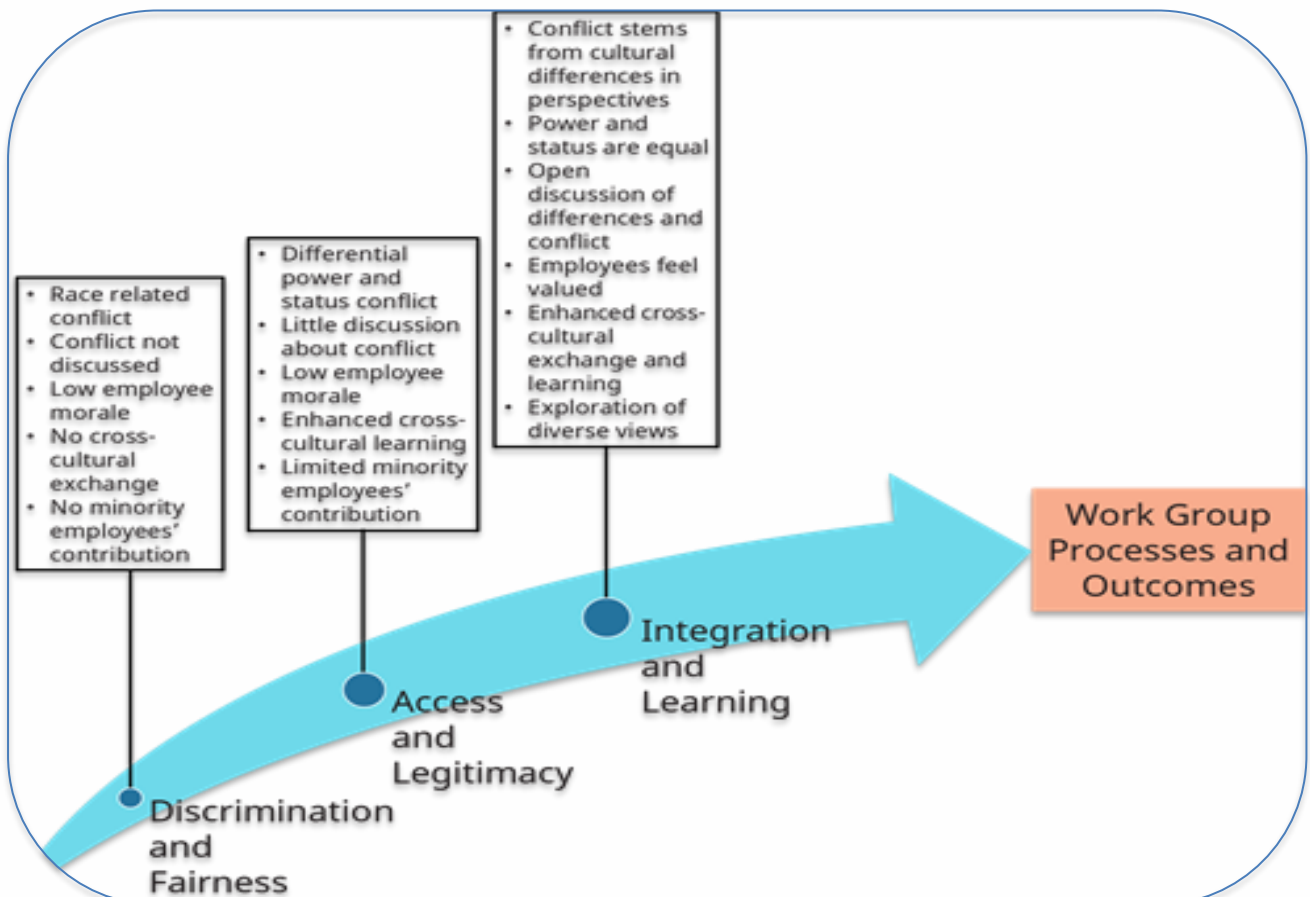 • Race related
conflict
• Conflict not
discussed
• Low employee
morale
• No cross-
cultural
exchange
• No minority
employees’
contribution
• Differential
power and
status conflict
• Little discussion
about conflict
• Low employee
morale
• Enhanced cross-
cultural learning
• Limited minority
employees’
contribution
• Conflict stems
from cultural
differences in
perspectives
• Power and
status are equal
• Open
discussion of
differences and
conflict
• Employees feel
valued
• Enhanced cross-
cultural
exchange and
learning
• Exploration of
diverse views
Discrimination
and
Fairness
Access
and
Legitimacy
Integration
and
Learning
Work Group
Processes and
Outcomes